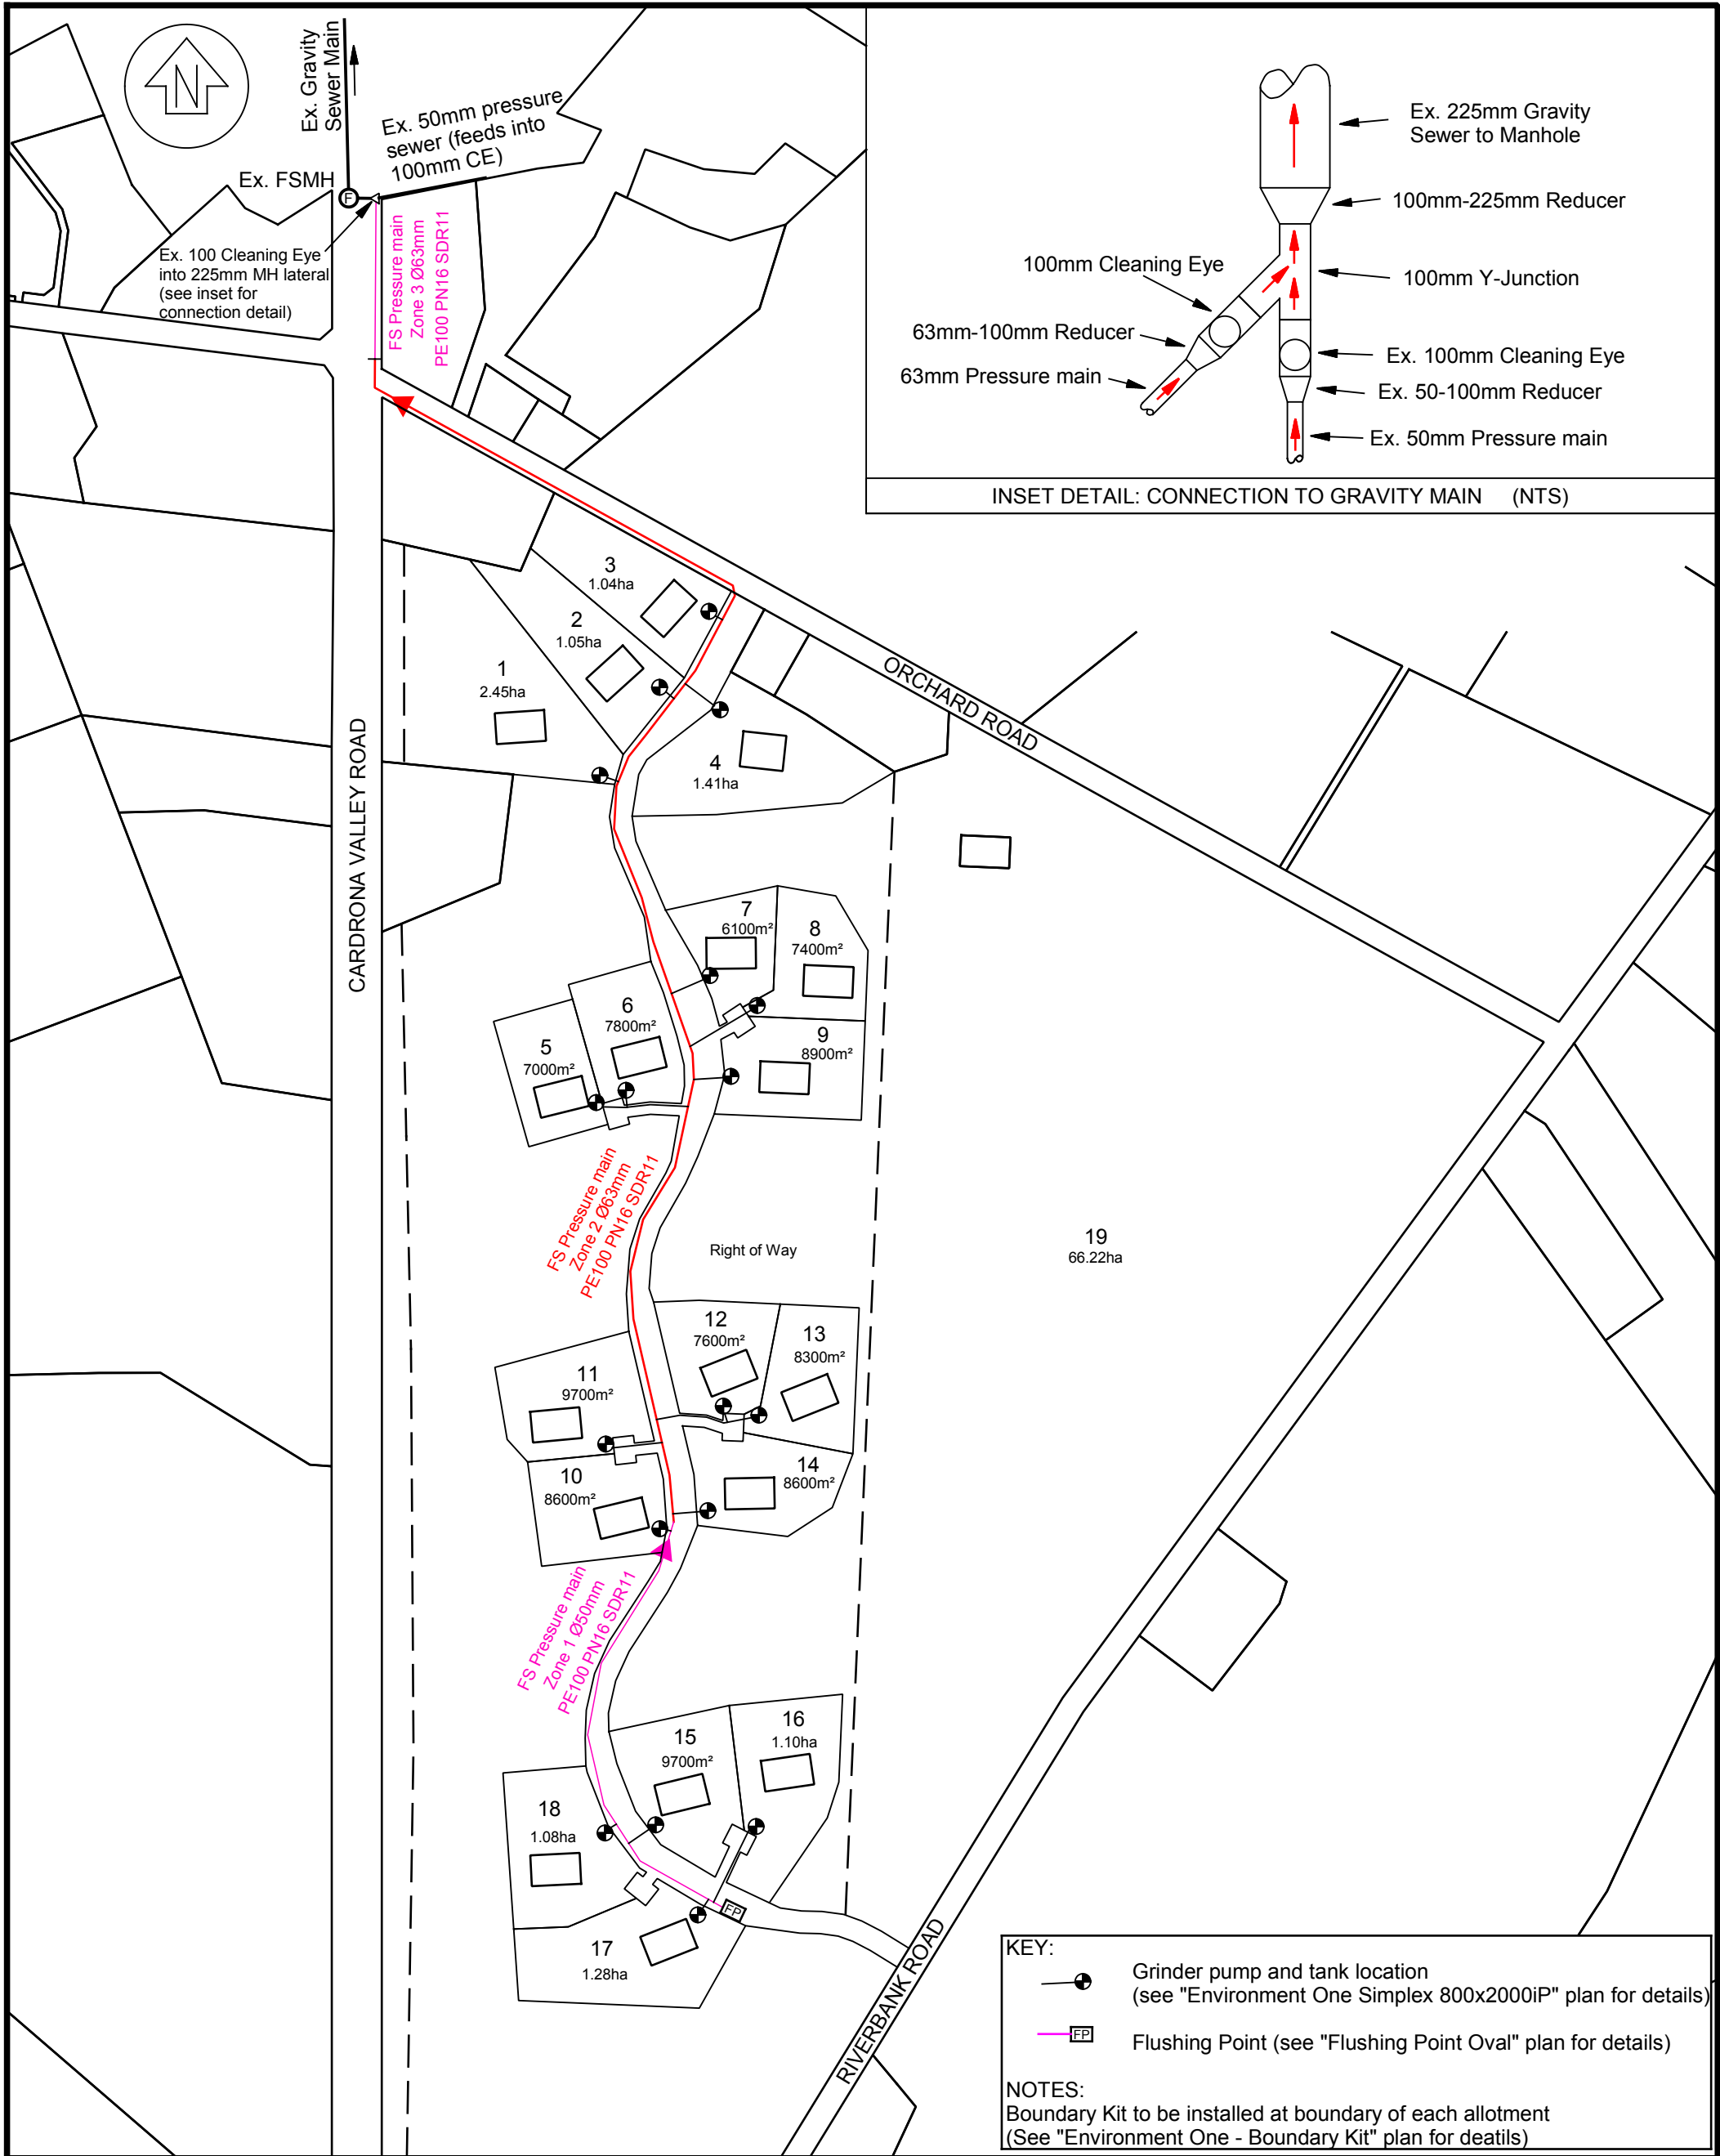 N
Ex. Gravity
Sewer Main
Ex. 50mm pressure
sewer (feeds into
100mm CE)
Ex. FSMH
F
Ex. 100 Cleaning Eye
into 225mm MH lateral
(see inset for
connection detail)
FS Pressure main
Zone 3 Ø63mm
PE100 PN16 SDR11
Ex. 225mm Gravity
Sewer to Manhole
100mm-225mm Reducer
100mm Cleaning Eye
100mm Y-Junction
63mm-100mm Reducer
Ex. 100mm Cleaning Eye
63mm Pressure main
Ex. 50-100mm Reducer
Ex. 50mm Pressure main
INSET DETAIL: CONNECTION TO GRAVITY MAIN (NTS)
3
1.04ha
2
1.05ha
1
2.45ha
4
1.41ha
ORCHARD ROAD
CARDRONA VALLEY ROAD
7
6100m²
8
7400m²
6
7800m²
5
7000m²
9
8900m²
FS Pressure main
Zone 2 Ø63mm
PE100 PN16 SDR11
Right of Way
19
66.22ha
12
7600m²
13
8300m²
11
9700m²
10
8600m²
14
8600m²
FS Pressure main
Zone 1 Ø50mm
PE100 PN16 SDR11
15
9700m²
16
1.10ha
18
1.08ha
FP
17
1.28ha
RIVERBANK ROAD
KEY:
Grinder pump and tank location
(see "Environment One Simplex 800x2000iP" plan for details)
FP
Flushing Point (see "Flushing Point Oval" plan for details)
NOTES:
Boundary Kit to be installed at boundary of each allotment
(See "Environment One - Boundary Kit" plan for deatils)